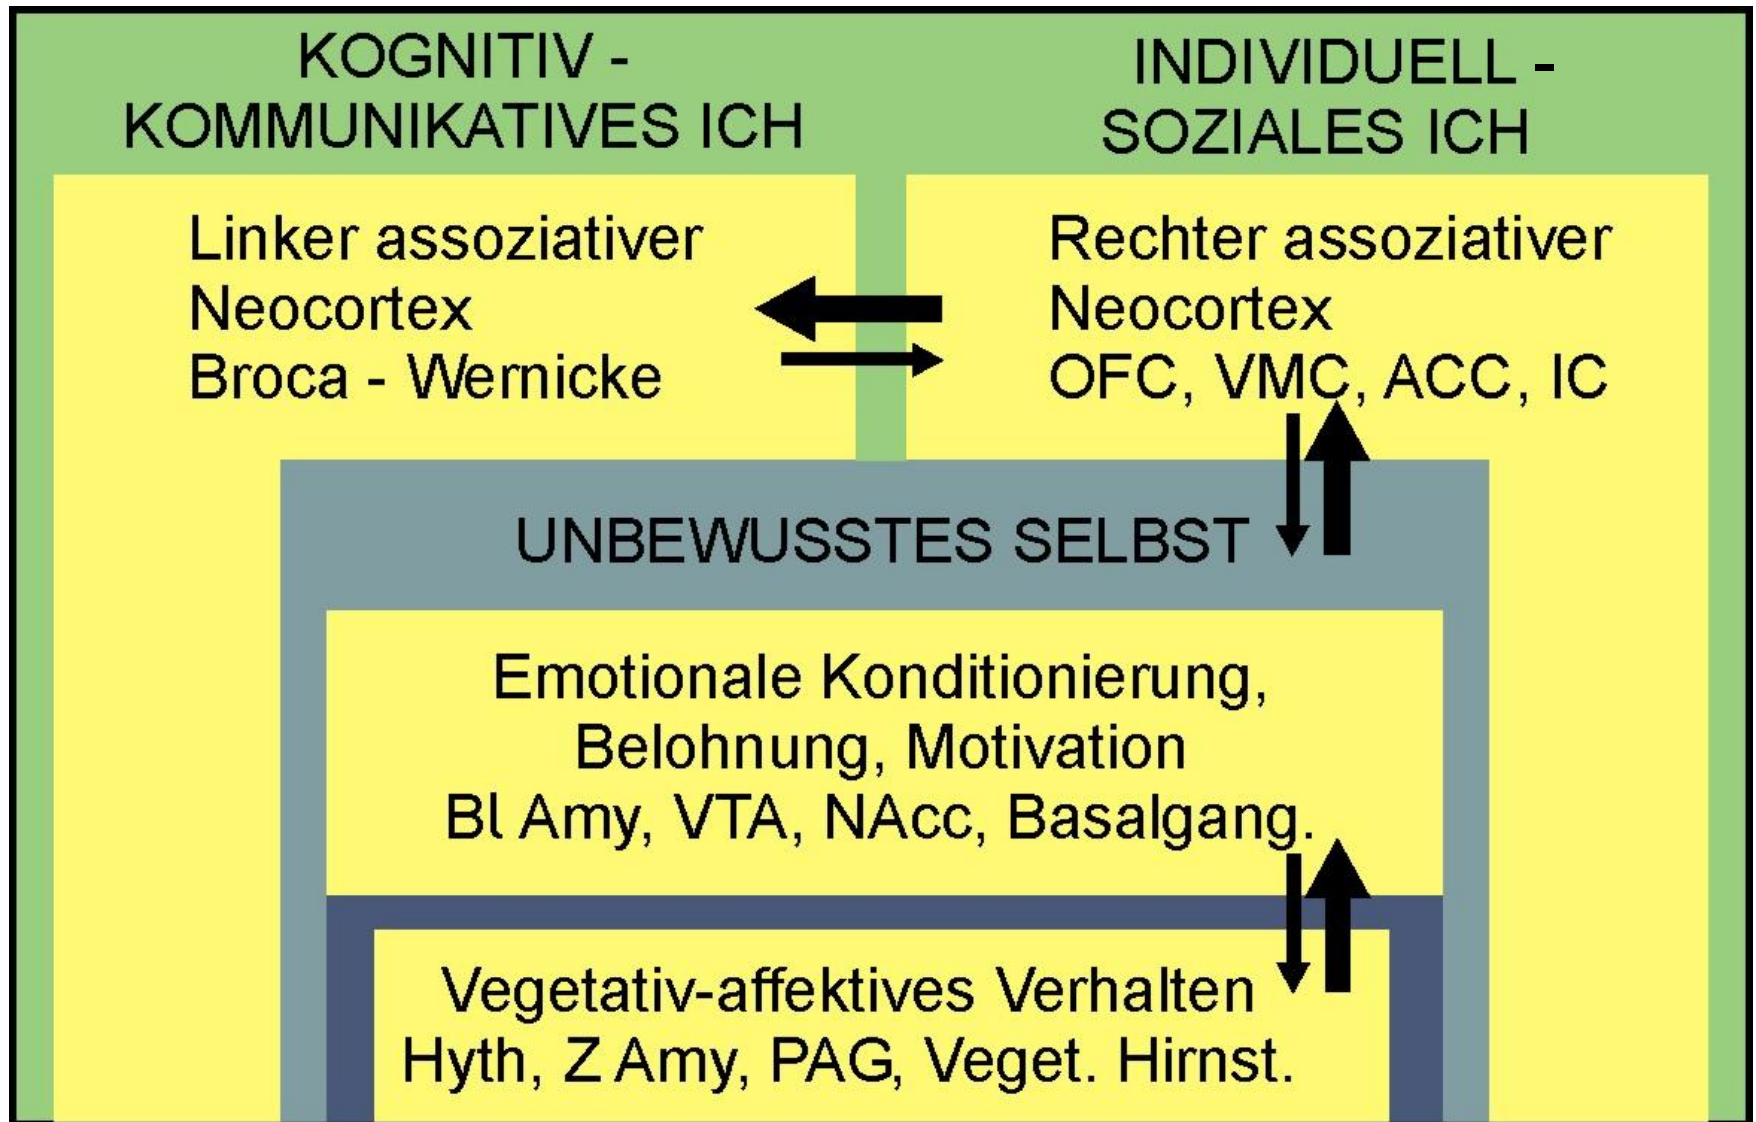 KOGNITIV -
KOMMUNIKATIVES ICH
INDIVIDUELL -
SOZIALES ICH
Linker assoziativer
Neocortex
Broca - Wernicke
Rechter assoziativer
Neocortex
OFC, VMC, ACC, IC
UNBEWUSSTES SELBST
Emotionale Konditionierung,
Belohnung, Motivation
Bl Amy, VTA, NAcc, Basalgang.
Vegetativ-affektives Verhalten
Hyth, Z Amy, PAG, Veget. Hirnst.